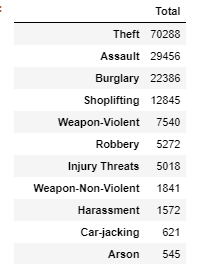 Total
Theft 70288
Assault 29456
Burglary 22386
Shoplifting 12845
Weapon-Violent 7540
Robbery 5272
Injury Threats 5018
Weapon-Non-Violent 1841
Harassment 1572
Car-jacking 621
Arson 545